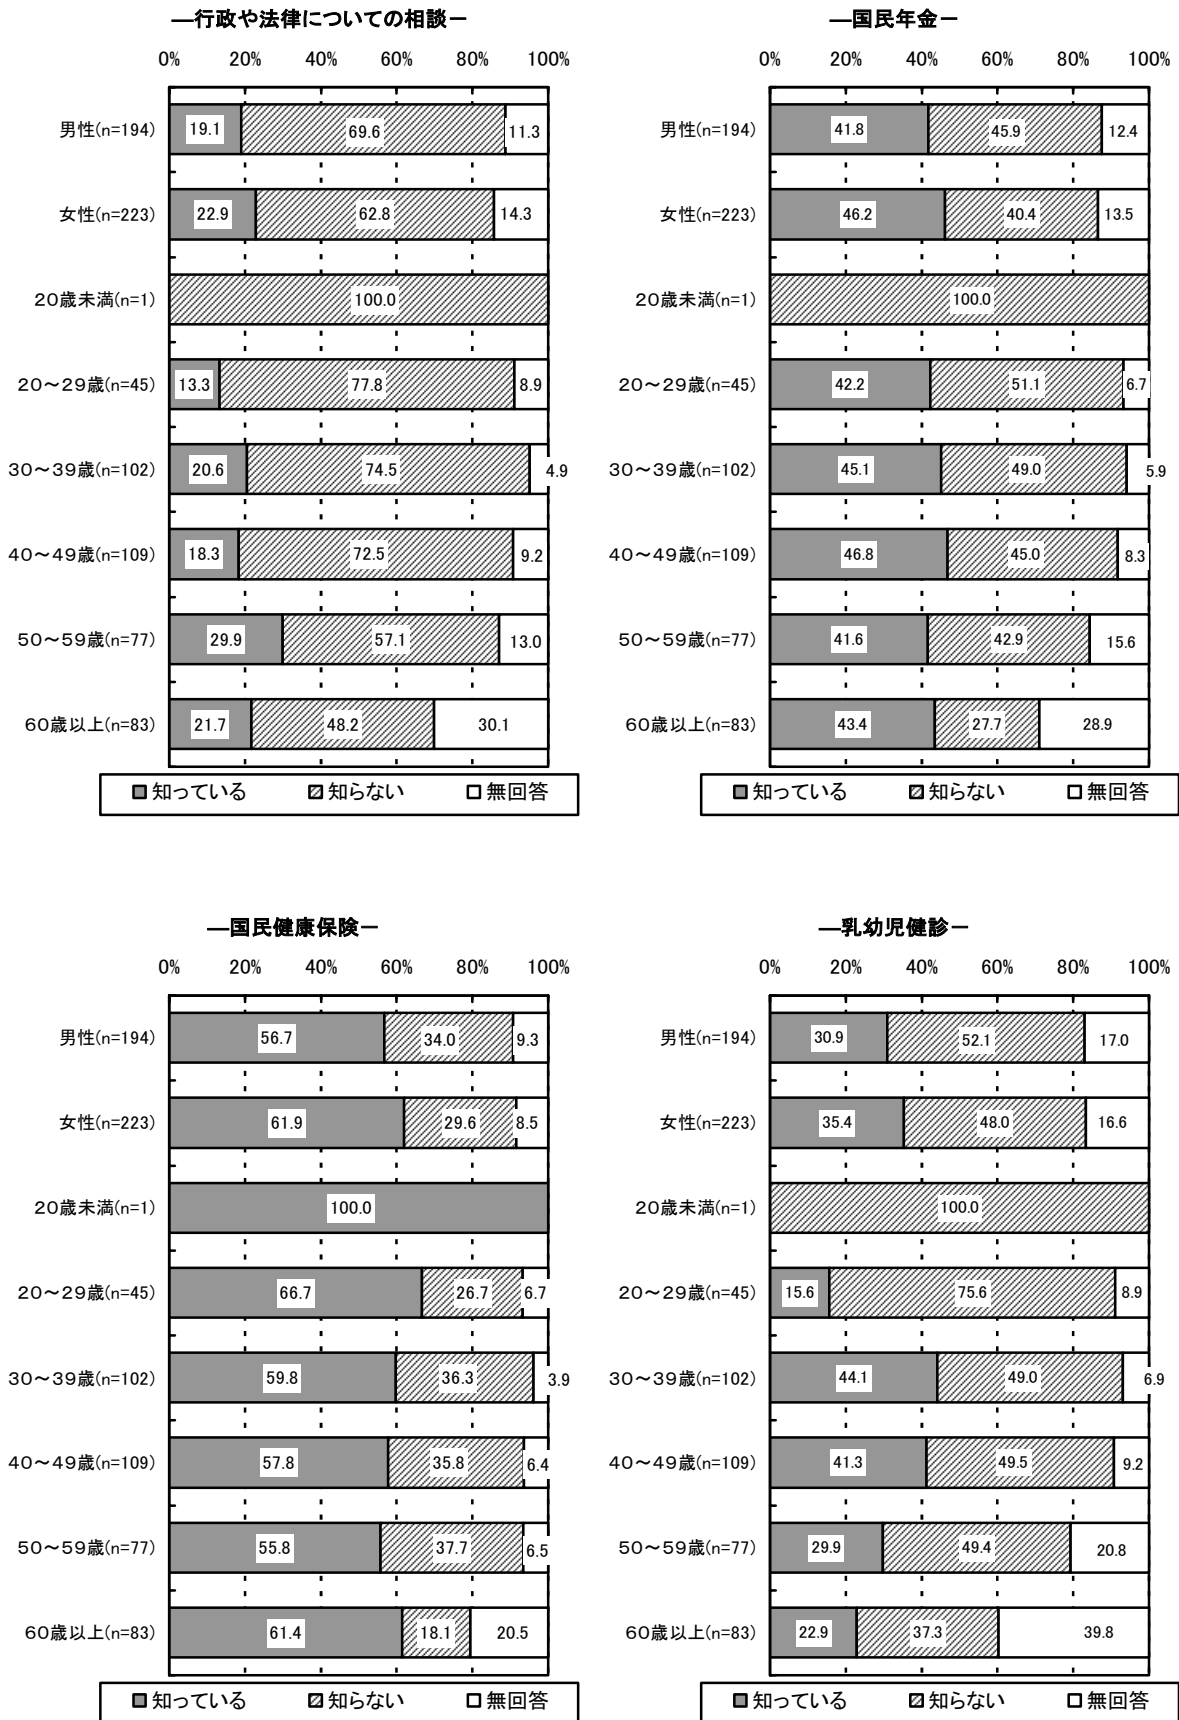 ―行政や法律についての相談－
0% 20% 40% 60% 80% 100%
男性(n=194) 19.1 69.6 11.3
女性(n=223) 22.9 62.8 14.3
20歳未満(n=1) 100.0
20～29歳(n=45) 13.3 77.8 8.9
30～39歳(n=102) 20.6 74.5 4.9
40～49歳(n=109) 18.3 72.5 9.2
50～59歳(n=77) 29.9 57.1 13.0
60歳以上(n=83) 21.7 48.2 30.1
知っている 知らない 無回答
―国民年金－
0% 20% 40% 60% 80% 100%
男性(n=194) 41.8 45.9 12.4
女性(n=223) 46.2 40.4 13.5
20歳未満(n=1) 100.0
20～29歳(n=45) 42.2 51.1 6.7
30～39歳(n=102) 45.1 49.0 5.9
40～49歳(n=109) 46.8 45.0 8.3
50～59歳(n=77) 41.6 42.9 15.6
60歳以上(n=83) 43.4 27.7 28.9
知っている 知らない 無回答
―国民健康保険－
0% 20% 40% 60% 80% 100%
男性(n=194) 56.7 34.0 9.3
女性(n=223) 61.9 29.6 8.5
20歳未満(n=1) 100.0
20～29歳(n=45) 66.7 26.7 6.7
30～39歳(n=102) 59.8 36.3 3.9
40～49歳(n=109) 57.8 35.8 6.4
50～59歳(n=77) 55.8 37.7 6.5
60歳以上(n=83) 61.4 18.1 20.5
知っている 知らない 無回答
―乳幼児健診－
0% 20% 40% 60% 80% 100%
男性(n=194) 30.9 52.1 17.0
女性(n=223) 35.4 48.0 16.6
20歳未満(n=1) 100.0
20～29歳(n=45) 15.6 75.6 8.9
30～39歳(n=102) 44.1 49.0 6.9
40～49歳(n=109) 41.3 49.5 9.2
50～59歳(n=77) 29.9 49.4 20.8
60歳以上(n=83) 22.9 37.3 39.8
知っている 知らない 無回答